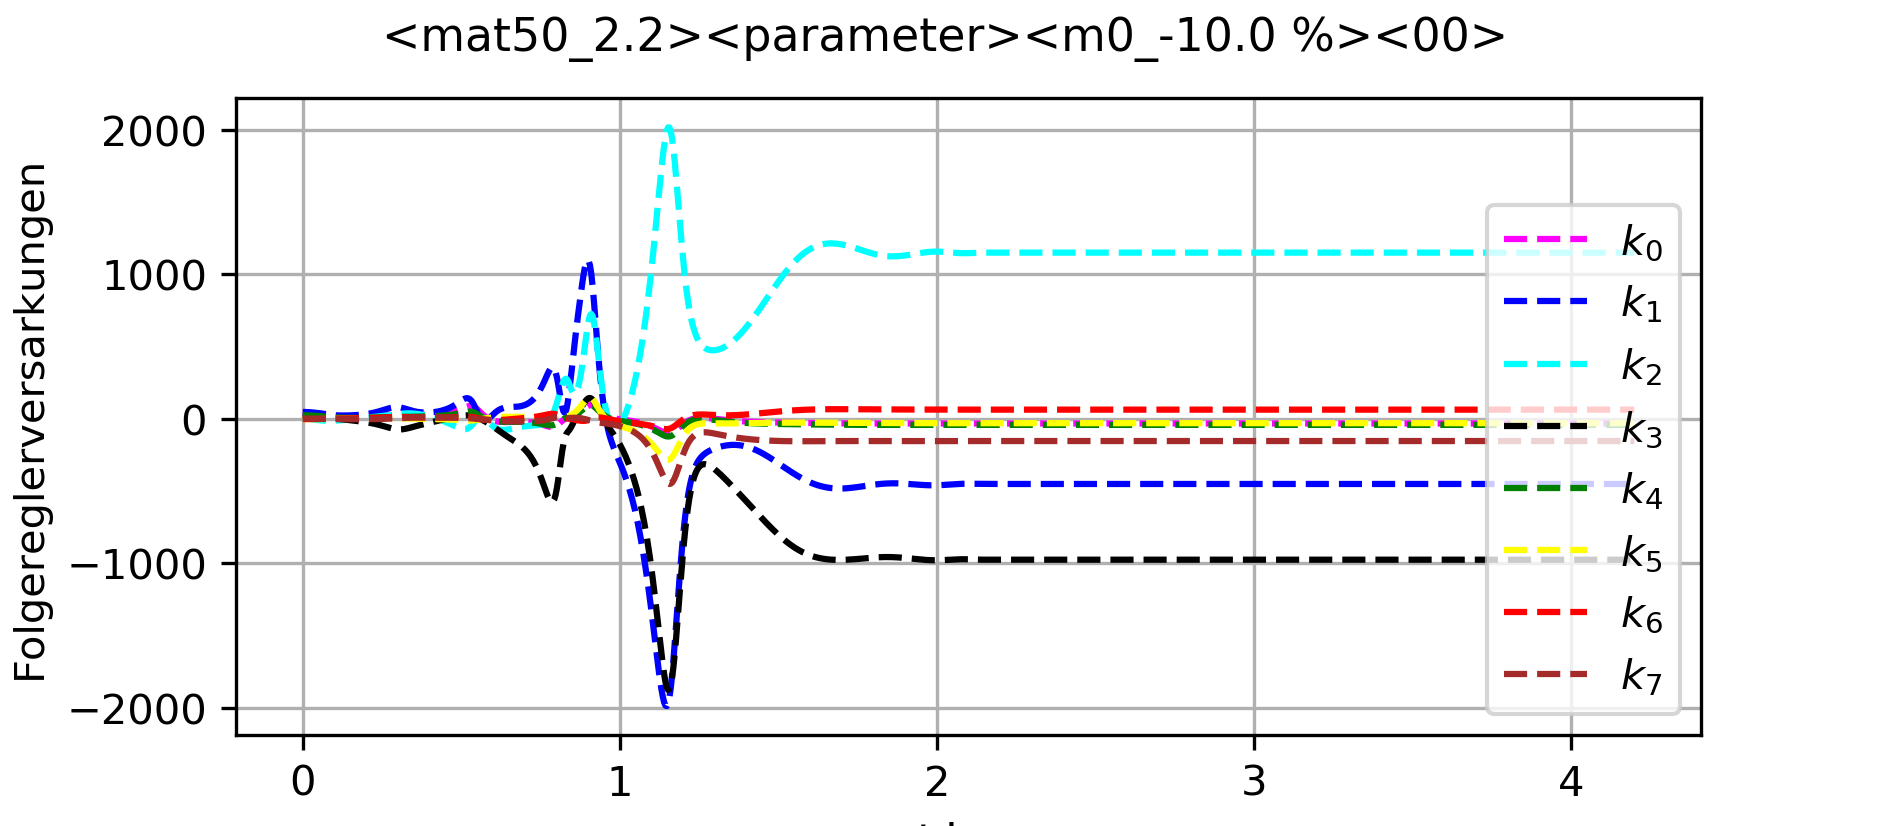 <mat50_2.2><parameter><m0_-10.0 %><00>
Folgereglerversarkungen
2000
1000
0
−1000
−2000
0 1 2 3 4
k0
k1
k2
k3
k4
k5
k6
k7